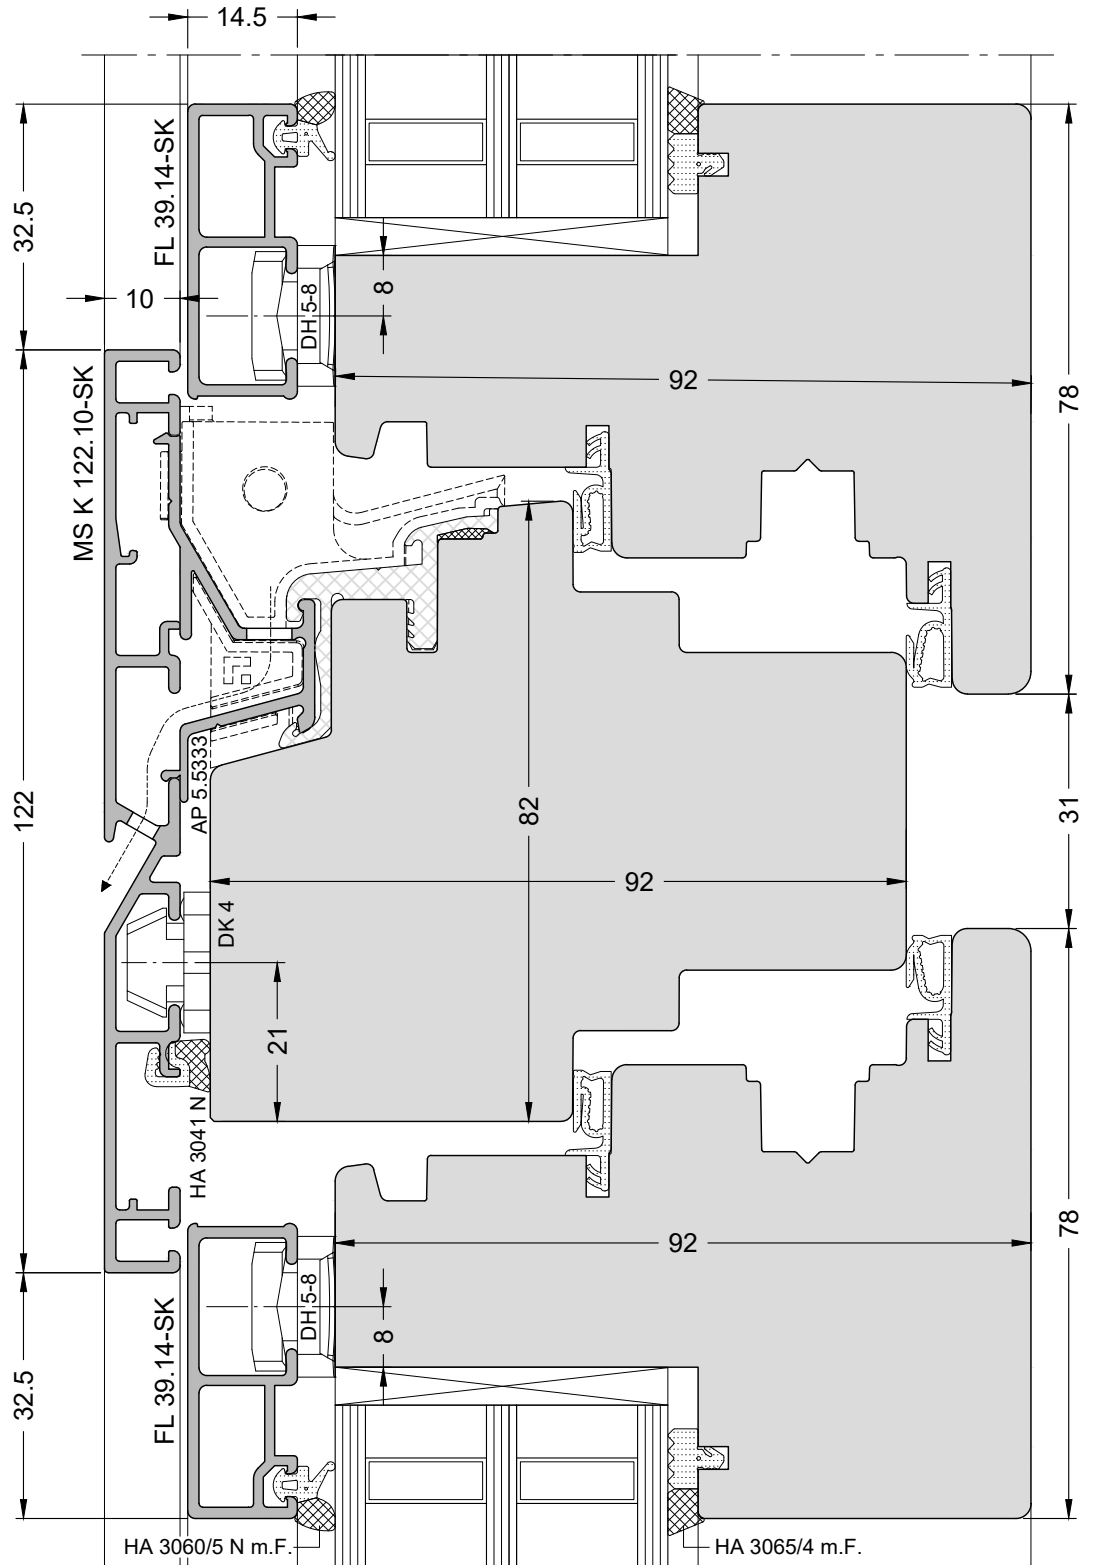 14.5
FL 39.14-SK
32.5
10
DH 5-8
8
92
78
MS K 122.10-SK
122
AP 5.5333
82
31
92
DK 4
21
HA 3041 N
92
78
DH 5-8
8
FL 39.14-SK
32.5
HA 3060/5 N m.F.
HA 3065/4 m.F.